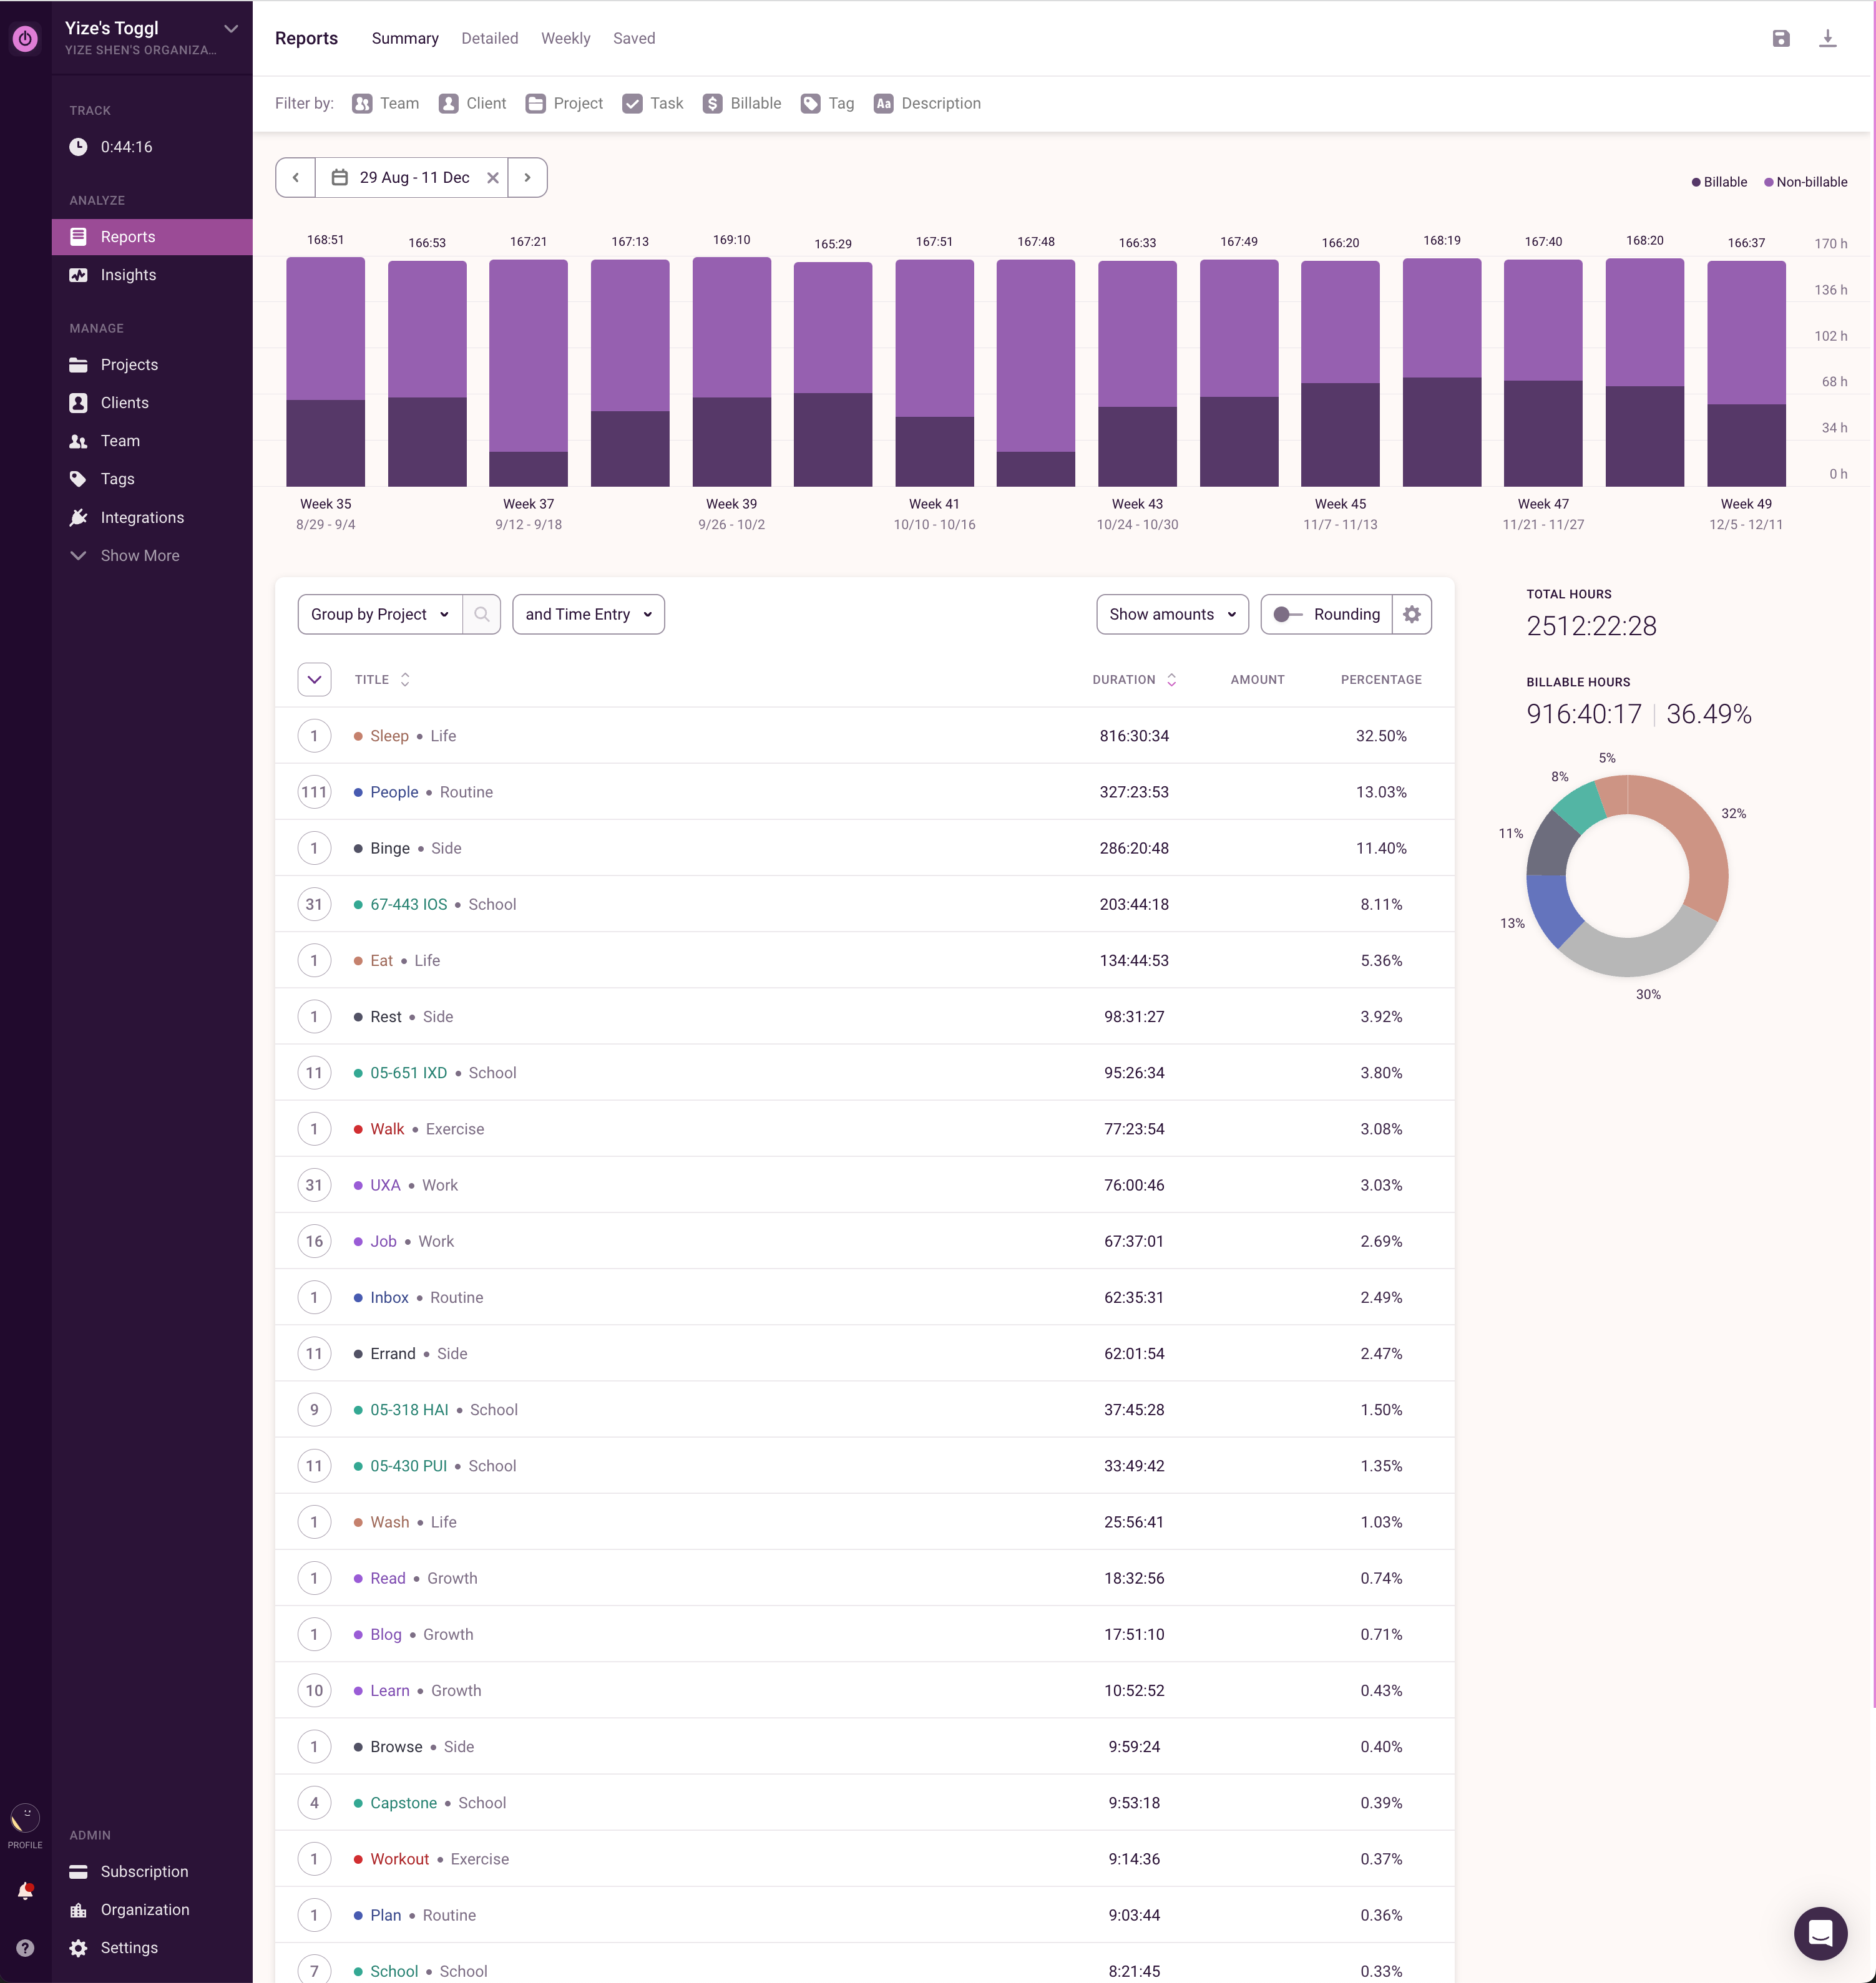 Yize's Toggl
YIZE SHEN'S ORGANIZA...
TRACK
0:44:16
ANALYZE
Reports
Insights
MANAGE
Projects
Clients
Team
Tags
Integrations
Show More
PROFILE
ADMIN
Subscription
Organization
Settings
Reports Summary Detailed Weekly Saved
Filter by: Team Client Project Task $ Billable Tag Aa Description
29 Aug - 11 Dec
Billable Non-billable
168:51 166:53 167:21 167:13 169:10 165:29 167:51 167:48 166:33 167:49 166:20 168:19 167:40 168:20 166:37
170 h
136 h
102 h
68 h
34 h
0 h
Week 35 Week 37 Week 39 Week 41 Week 43 Week 45 Week 47 Week 49
8/29 - 9/4 9/12 - 9/18 9/26 - 10/2 10/10 - 10/16 10/24 - 10/30 11/7 - 11/13 11/21 - 11/27 12/5 - 12/11
Group by Project and Time Entry Show amounts Rounding
TITLE DURATION AMOUNT PERCENTAGE
1 Sleep • Life 816:30:34 32.50%
111 People • Routine 327:23:53 13.03%
1 Binge • Side 286:20:48 11.40%
31 67-443 IOS • School 203:44:18 8.11%
1 Eat • Life 134:44:53 5.36%
1 Rest • Side 98:31:27 3.92%
11 05-651 IXD • School 95:26:34 3.80%
1 Walk • Exercise 77:23:54 3.08%
31 UXA • Work 76:00:46 3.03%
16 Job • Work 67:37:01 2.69%
1 Inbox • Routine 62:35:31 2.49%
11 Errand • Side 62:01:54 2.47%
9 05-318 HAI • School 37:45:28 1.50%
11 05-430 PUI • School 33:49:42 1.35%
1 Wash • Life 25:56:41 1.03%
1 Read • Growth 18:32:56 0.74%
1 Blog • Growth 17:51:10 0.71%
10 Learn • Growth 10:52:52 0.43%
1 Browse • Side 9:59:24 0.40%
4 Capstone • School 9:53:18 0.39%
1 Workout • Exercise 9:14:36 0.37%
1 Plan • Routine 9:03:44 0.36%
7 School • School 8:21:45 0.33%
TOTAL HOURS
2512:22:28
BILLABLE HOURS
916:40:17 | 36.49%
5%
8%
32%
11%
13%
30%